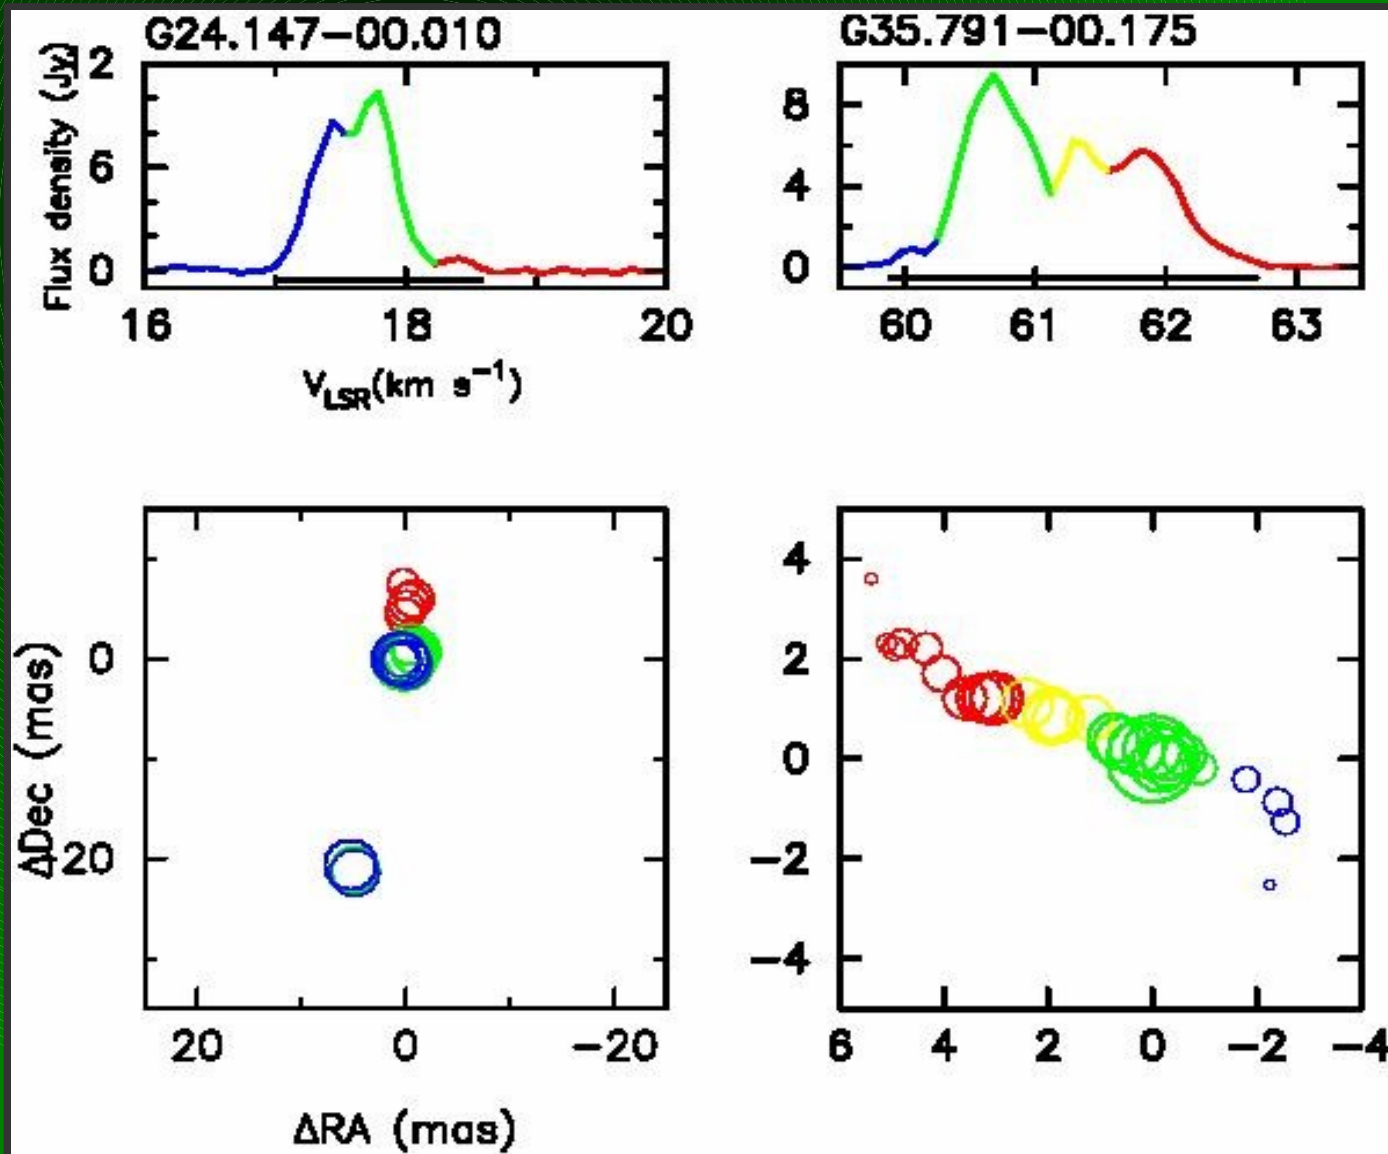 G24.147−00.010
G35.791−00.175
Flux density (Jy)
12
6
0
16 18 20
V_LSR(km s⁻¹)
8
4
0
60 61 62 63
ΔDec (mas)
0
−20
20 0 −20
ΔRA (mas)
4
2
0
−2
−4
6 4 2 0 −2 −4